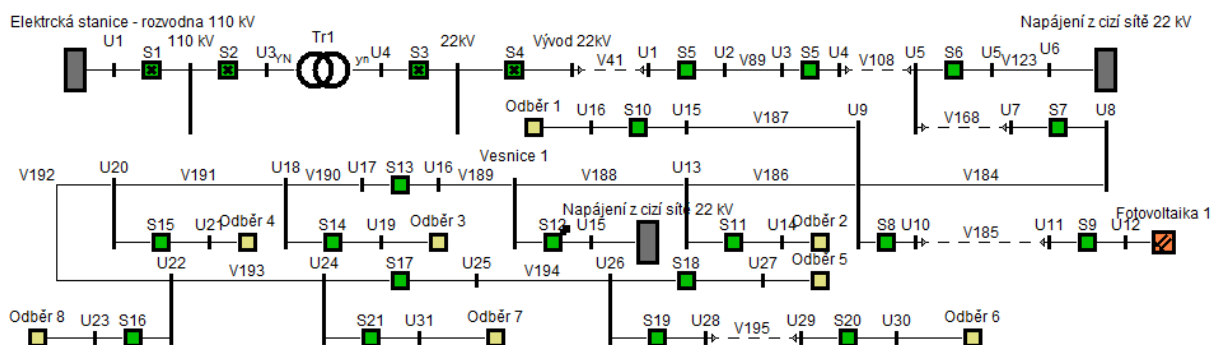 Elektrcká stanice - rozvodna 110 kV
Napájení z cizí sítě 22 kV
U1 S1 110 kV S2 U3 YN Tr1 yn U4 S3 22kV S4 Vývod 22kV V41 U1 S5 U2 V89 U3 S5 U4 V108 U5 S6 U5 V123 U6
Odběr 1 U16 S10 U15 V187 U9 V168 U7 S7 U8
V192 U20 V191 U18 V190 U17 S13 U16 V189 Vesnice 1 V188 U13 V186 V184
S15 U21 Odběr 4 S14 U19 Odběr 3 S12 U15 Napájení z cizí sítě 22 kV S11 U14 Odběr 2 S8 U10 V185 U11 S9 U12 Fotovoltaika 1
U22 V193 U24 S17 U25 V194 U26 S18 U27 Odběr 5
Odběr 8 U23 S16 S21 U31 Odběr 7 S19 U28 V195 U29 S20 U30 Odběr 6